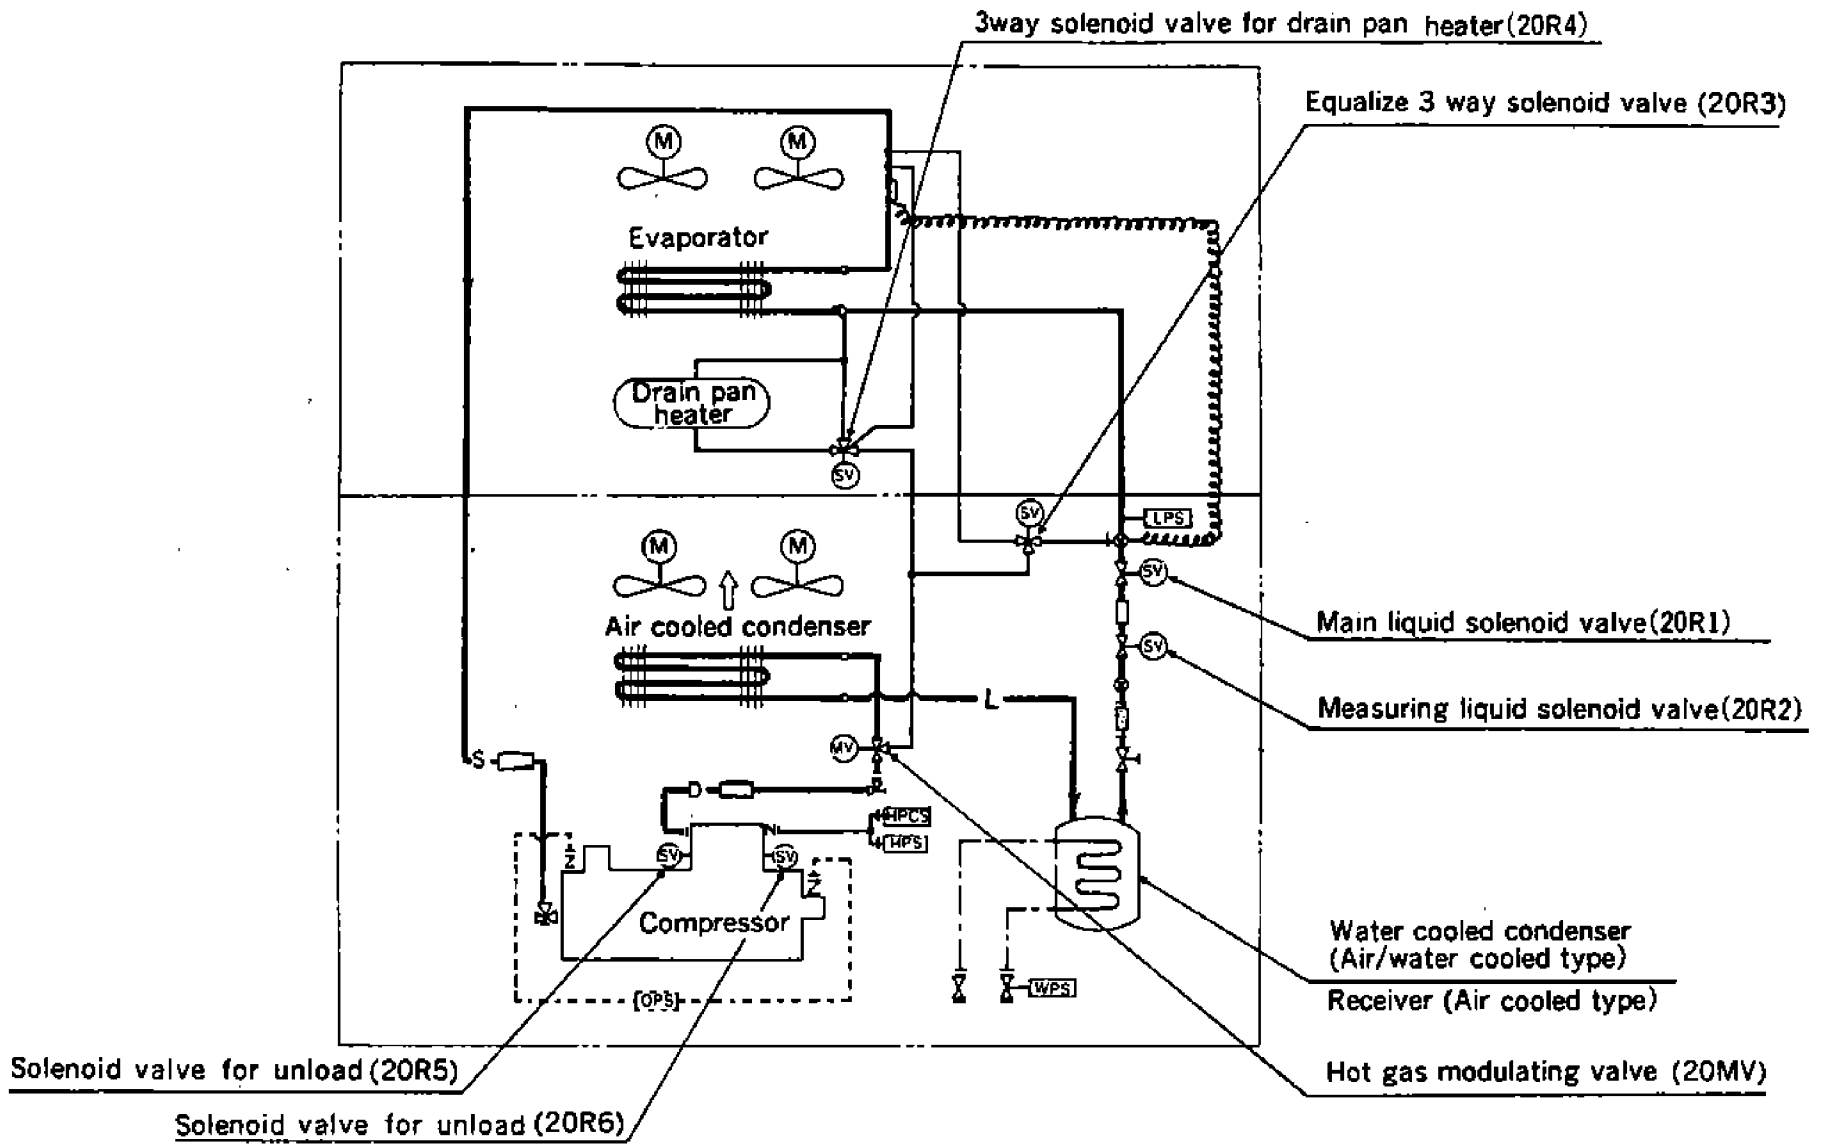 3way solenoid valve for drain pan heater(20R4)
Equalize 3 way solenoid valve (20R3)
M M
Evaporator
Drain pan
heater
SV
SV
LPS
M M
SV
Air cooled condenser
Main liquid solenoid valve(20R1)
SV
L
Measuring liquid solenoid valve(20R2)
MV
S
D
HPCS
HPS
SV SV
Compressor
Water cooled condenser
(Air/water cooled type)
OPS
WPS
Receiver (Air cooled type)
Solenoid valve for unload(20R5)
Hot gas modulating valve (20MV)
Solenoid valve for unload(20R6)